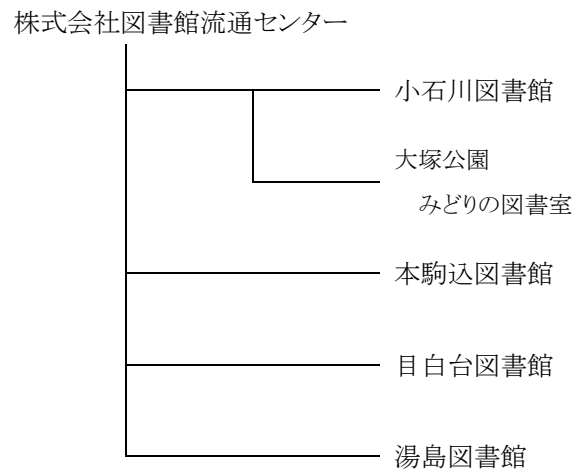 株式会社図書館流通センター
小石川図書館
大塚公園
みどりの図書室
本駒込図書館
目白台図書館
湯島図書館